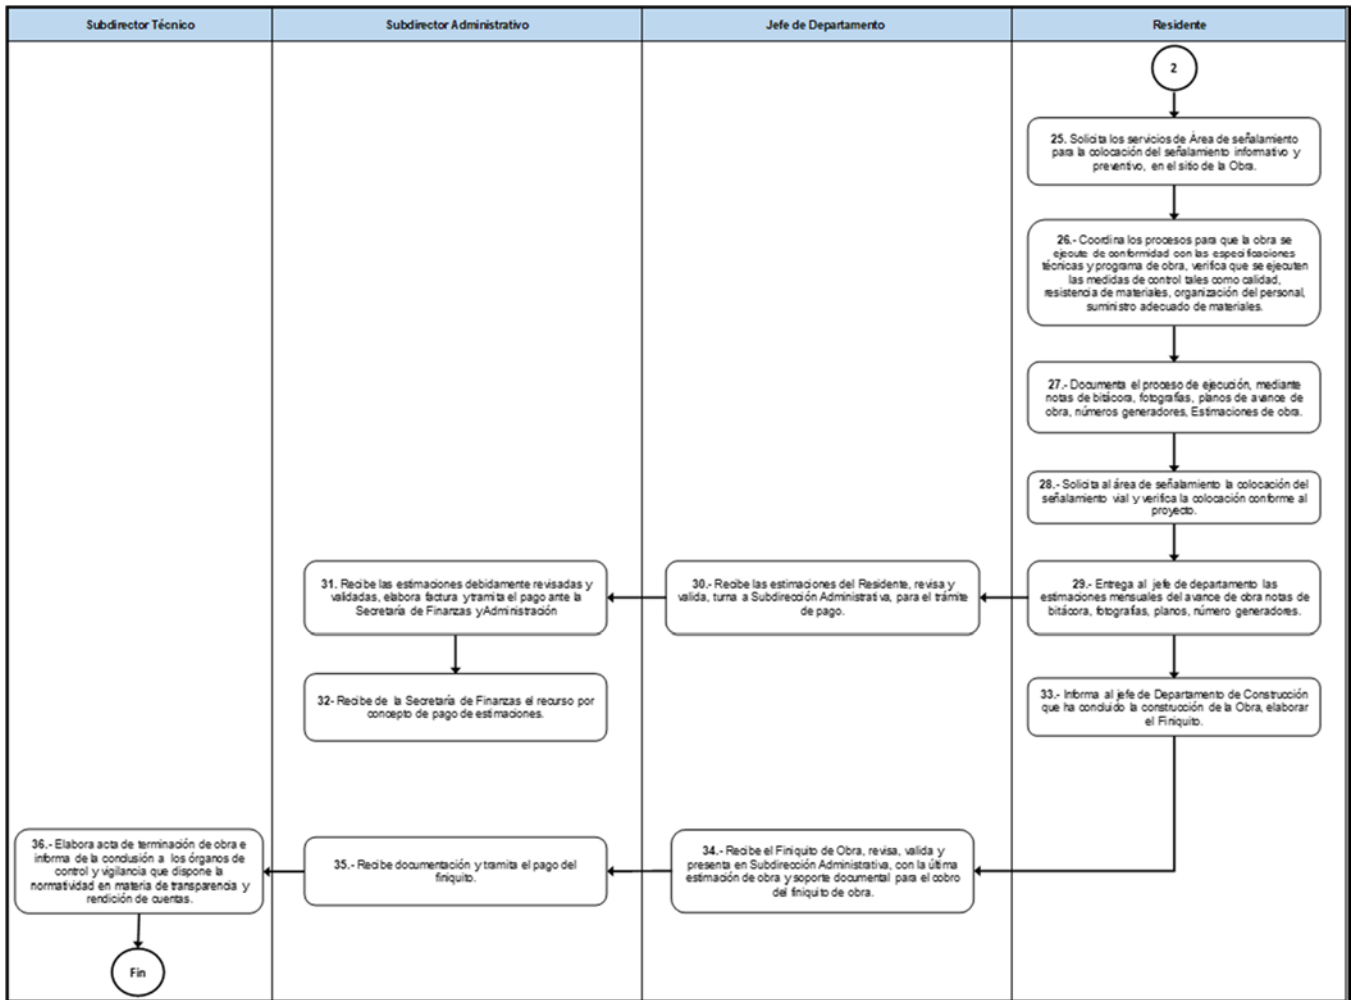 Subdirector Técnico
Subdirector Administrativo
Jefe de Departamento
Residente
2
25. Solicita los servicios de Área de señalamiento
para la colocación del señalamiento informativo y
preventivo, en el sitio de la Obra.
26.- Coordina los procesos para que la obra se
ejecute de conformidad con las especificaciones
técnicas y programa de obra, verifica que se ejecuten
las medidas de control tales como calidad,
resistencia de materiales, organización del personal,
suministro adecuado de materiales.
27.- Documenta el proceso de ejecución, mediante
notas de bitácora, fotografías, planos de avance de
obra, números generadores, Estimaciones de obra.
28.- Solicita al área de señalamiento la colocación del
señalamiento vial y verifica la colocación conforme al
proyecto.
29.- Entrega al jefe de departamento las
estimaciones mensuales del avance de obra notas de
bitácora, fotografías, planos, número generadores.
30.- Recibe las estimaciones del Residente, revisa y
valida, turna a Subdirección Administrativa, para el trámite
de pago.
31. Recibe las estimaciones debidamente revisadas y
validadas, elabora factura y tramita el pago ante la
Secretaría de Finanzas y Administración
32- Recibe de la Secretaría de Finanzas el recurso por
concepto de pago de estimaciones.
33.- Informa al jefe de Departamento de Construcción
que ha concluido la construcción de la Obra, elaborar
el Finiquito.
34.- Recibe el Finiquito de Obra, revisa, valida y
presenta en Subdirección Administrativa, con la última
estimación de obra y soporte documental para el cobro
del finiquito de obra.
35.- Recibe documentación y tramita el pago del
finiquito.
36.- Elabora acta de terminación de obra e
informa de la conclusión a los órganos de
control y vigilancia que dispone la
normatividad en materia de transparencia y
rendición de cuentas.
Fin